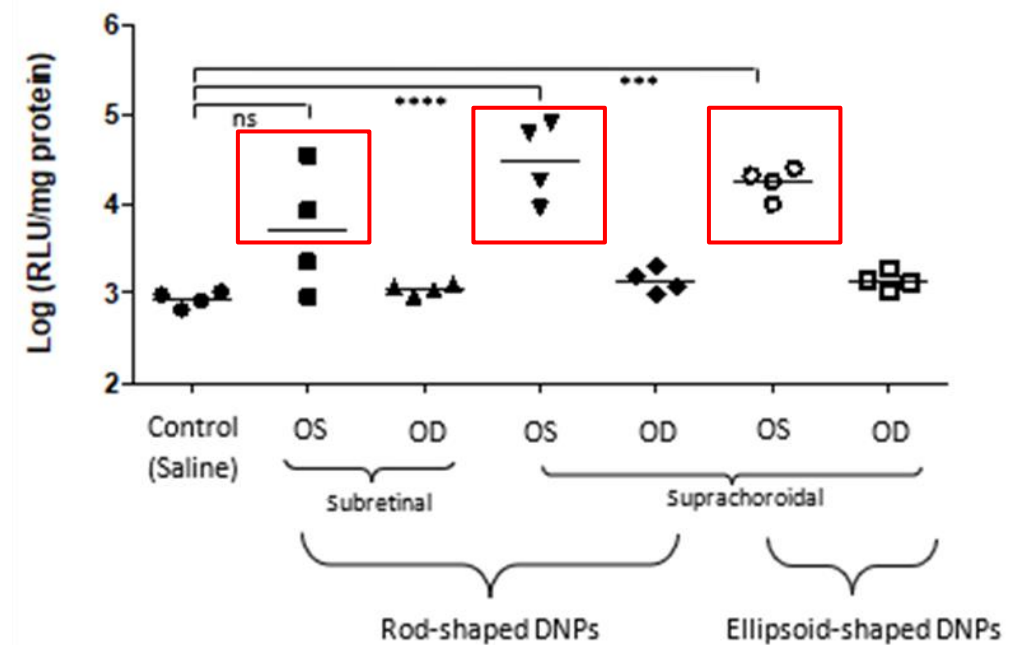 6
5
4
3
2
Log (RLU/mg protein)
***
****
ns
Control
(Saline)
OS
OD
OS
OD
OS
OD
Subretinal
Suprachoroidal
Rod-shaped DNPs
Ellipsoid-shaped DNPs